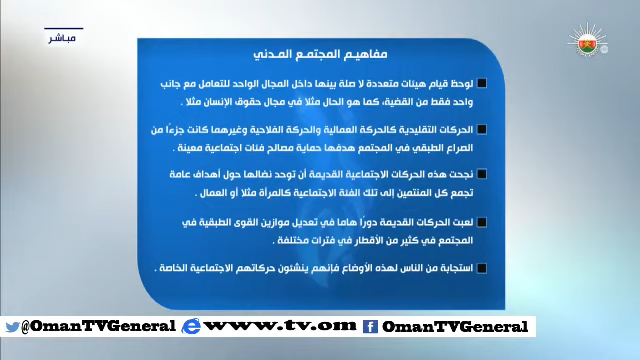 مباشر
مفاهيم المجتمع المدني
لوحظ قيام هيئات متعددة لا صلة بينها داخل المجال الواحد للتعامل مع جانب
واحد فقط من القضية، كما هو الحال مثلا في مجال حقوق الإنسان مثلا .
الحركات التقليدية كالحركة العمالية والحركة الفلاحية وغيرهما كانت جزءًا من
الصراع الطبقي في المجتمع هدفها حماية مصالح فئات اجتماعية معينة .
نجحت هذه الحركات الاجتماعية القديمة أن توحد نضالها حول أهداف عامة
تجمع كل المنتمين إلى تلك الفئة الاجتماعية كالمرأة مثلا أو العمال .
لعبت الحركات القديمة دورًا هاما في تعديل موازين القوى الطبقية في
المجتمع في كثير من الأقطار في فترات مختلفة .
استجابة من الناس لهذه الأوضاع فإنهم ينشئون حركاتهم الاجتماعية الخاصة .
@OmanTVGeneral www.tv.om OmanTVGeneral